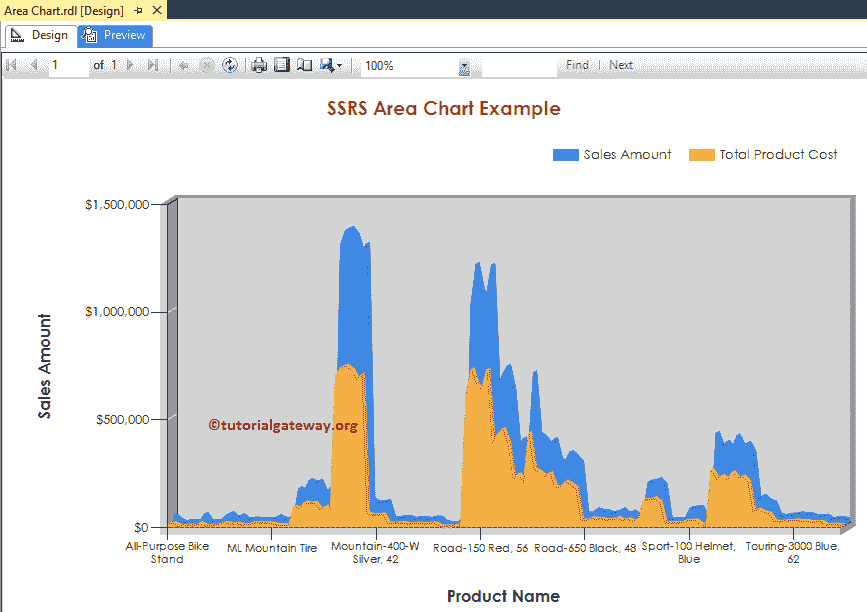 Area Chart.rdl [Design]
Design Preview
1 of 1 100% Find | Next
SSRS Area Chart Example
Sales Amount Total Product Cost
$1,500,000
$1,000,000
$500,000
$0
Sales Amount
©tutorialgateway.org
All-Purpose Bike Stand
ML Mountain Tire
Mountain-400-W Silver, 42
Road-150 Red, 56
Road-650 Black, 48
Sport-100 Helmet, Blue
Touring-3000 Blue, 62
Product Name